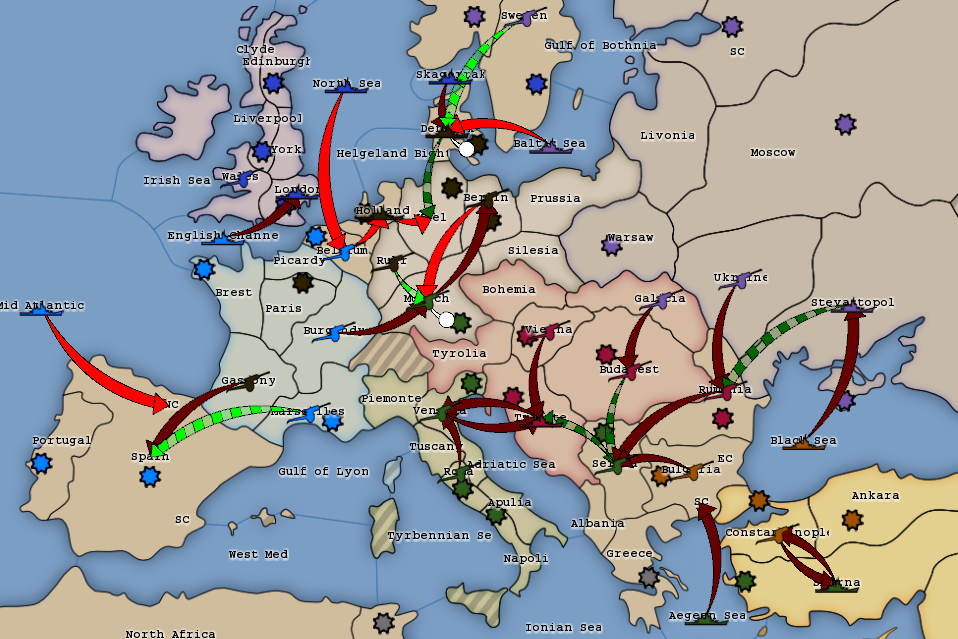 Sweden
Gulf of Bothnia
SC
Clyde
Edinburgh
North Sea
Skagerrak
Liverpool
Denmark
Livonia
York
Helgeland Bight
Baltic Sea
Moscow
Irish Sea
Wales
London
Berlin
Prussia
Holland
Kiel
English Channe
Warsaw
Picardy
Belgium
Ruhr
Silesia
Ukraine
Brest
Bohemia
Galicia
Mid Atlantic
Paris
Munich
Sevastopol
Burgundy
Vienna
Tyrolia
Budapest
Gascony
Piemonte
Rumania
NC
Marseilles
Venice
Trieste
Portugal
Tuscany
Black Sea
Spain
Adriatic Sea
Serbia
EC
Gulf of Lyon
Rome
Bulgaria
Apulia
SC
Ankara
SC
Albania
Tyrbennian Se
Constantinople
West Med
Napoli
Greece
Smyrna
Aegean Sea
North Africa
Ionian Sea